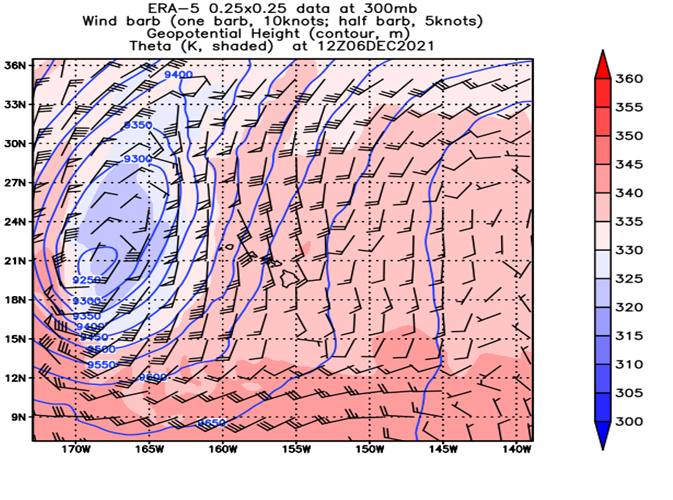 ERA-5 0.25x0.25 data at 300mb
Wind barb (one barb, 10knots; half barb, 5knots)
Geopotential Height (contour, m)
Theta (K, shaded) at 12Z06DEC2021
36N
33N
30N
27N
24N
21N
18N
15N
12N
9N
9400
9350
9300
9250
9300
9350
9400
9450
9500
9550
9600
9650
170W
165W
160W
155W
150W
145W
140W
360
355
350
345
340
335
330
325
320
315
310
305
300